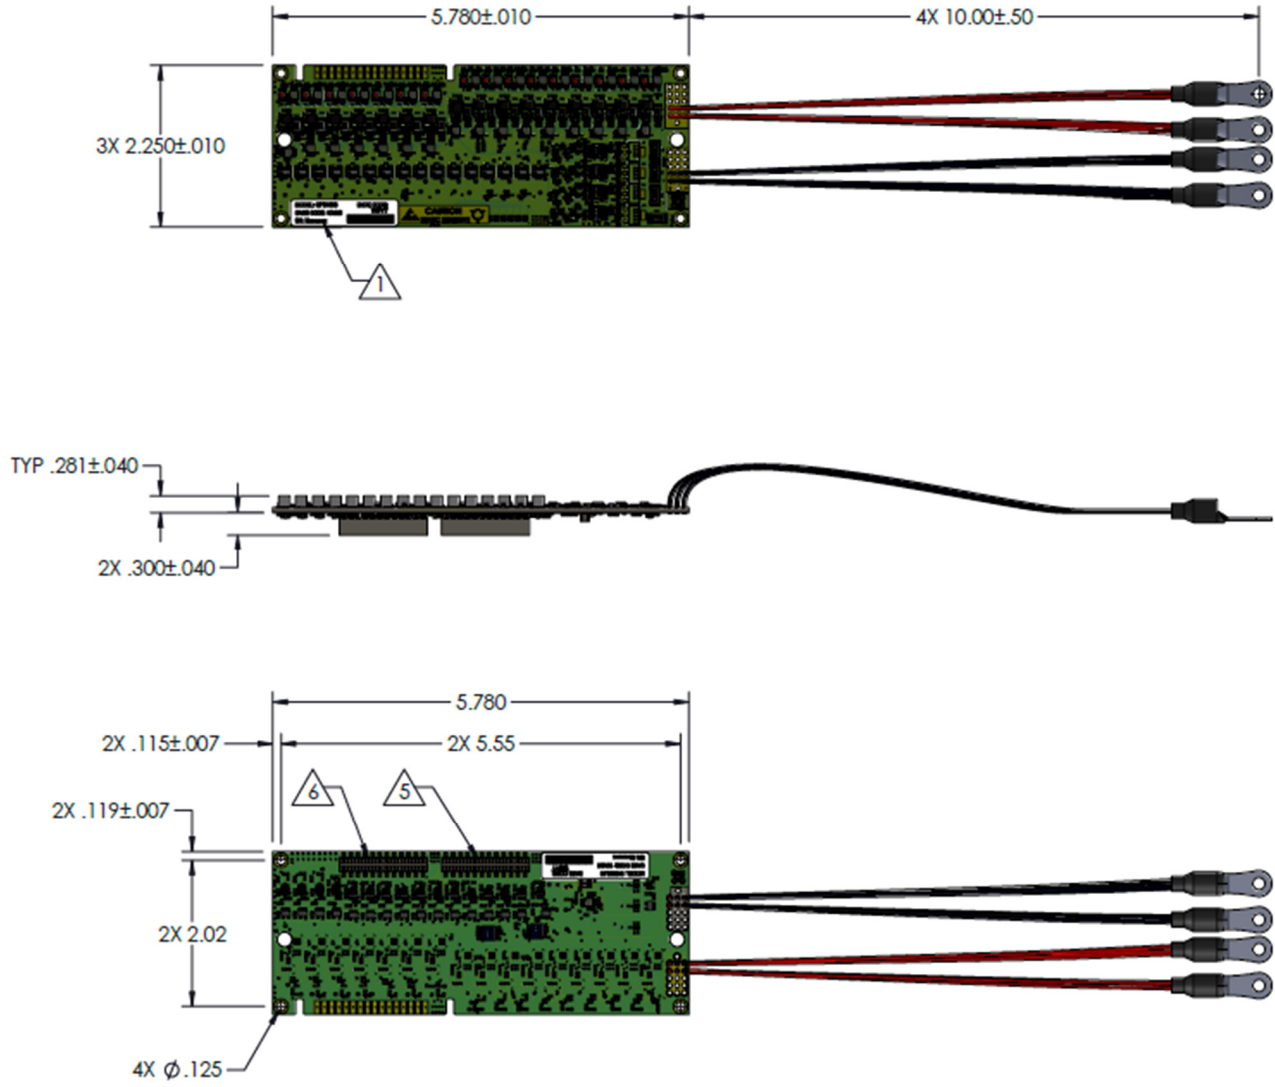 5.780±.010
4X 10.00±.50
3X 2.250±.010
CAUTION
1
TYP .281±.040
2X .300±.040
5.780
2X .115±.007
2X 5.55
6
5
2X .119±.007
2X 2.02
4X ⌀.125